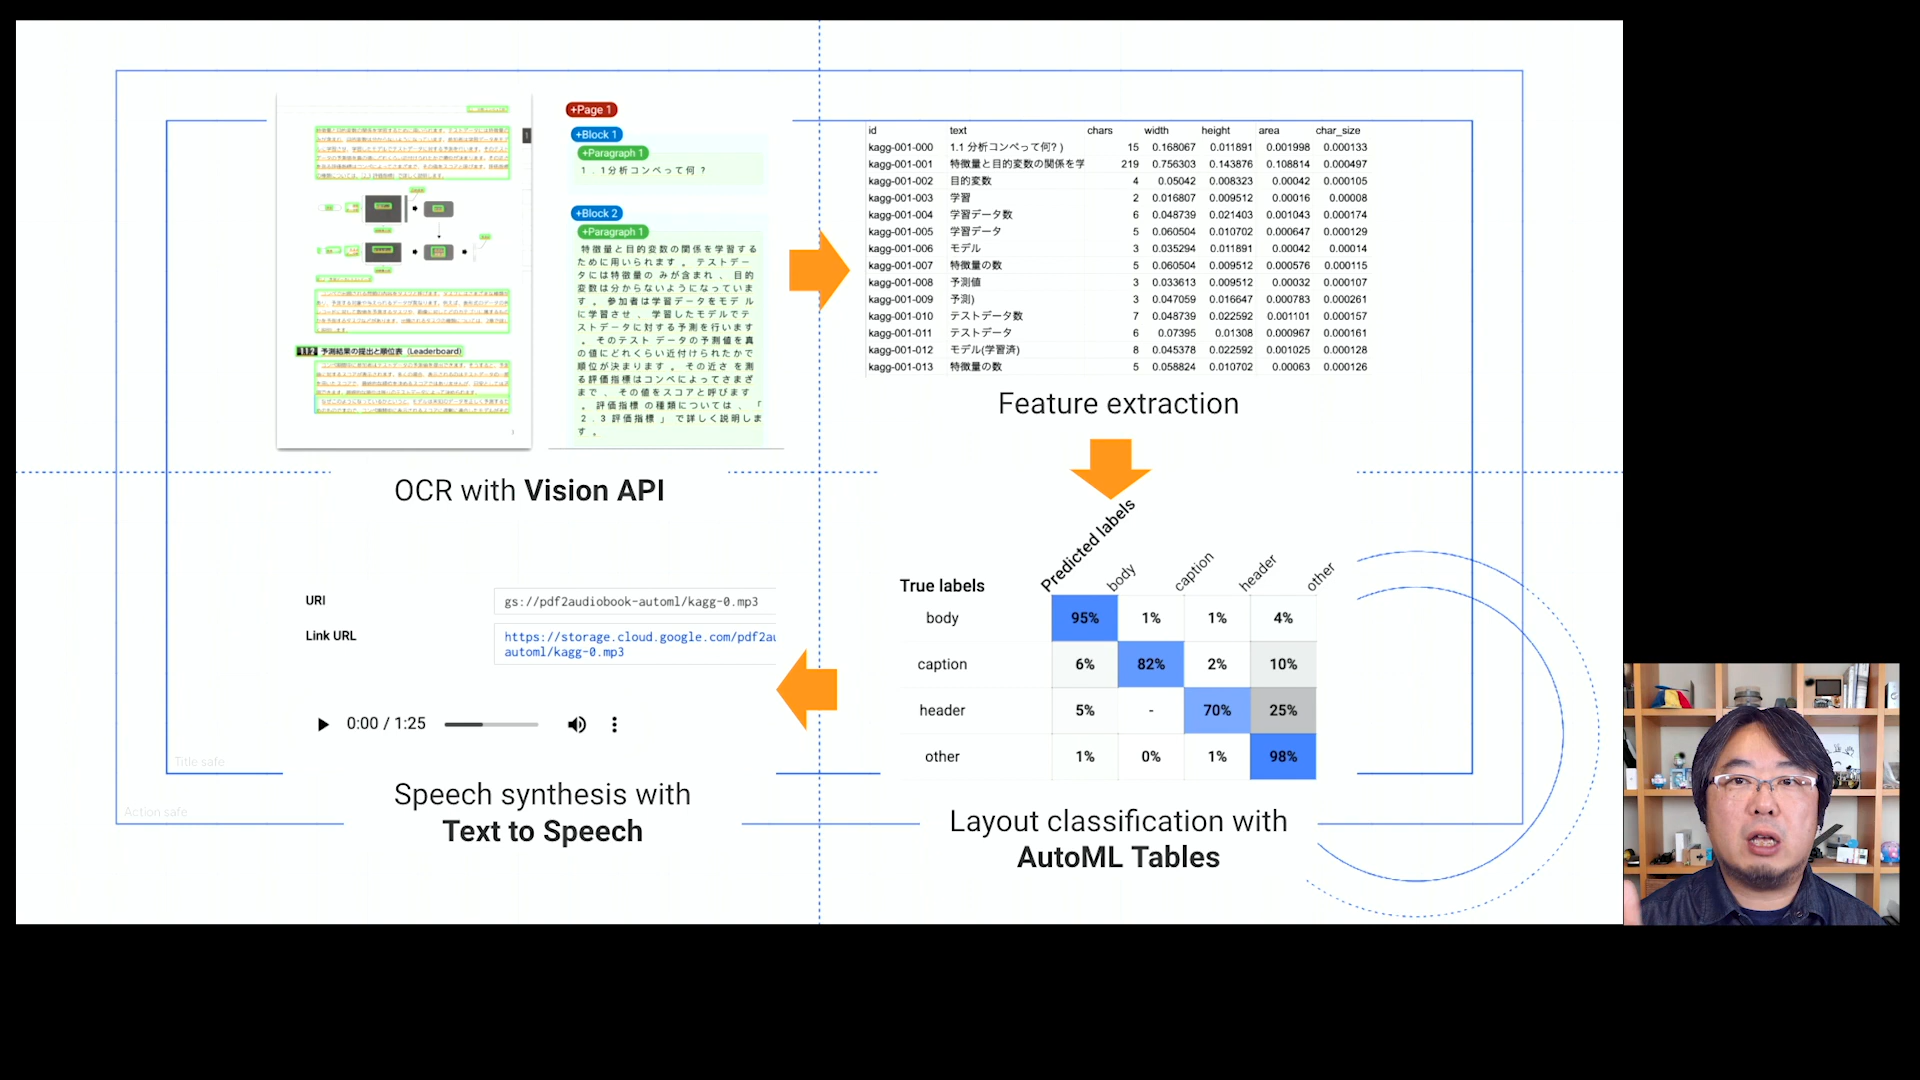 1.1.2 予測結果の提出と順位表 (Leaderboard)
+Page 1
+Block 1
+Paragraph 1
1 . 1分析コンペって何 ?
+Block 2
+Paragraph 1
特徴量と目的変数の関係を学習する
ために用いられます 。 テストデー
タには特徴量の みが含まれ 、 目的
変数は分からないようになっていま
す 。 参加者は学習データをモデ ル
に学習させ 、 学習したモデルでテ
ストデータに対する予測を行います
。 そのテスト データの予測値を真
の値にどれくらい近付けられたかで
順位が決まります 。 その近さ を測
る評価指標はコンペによってさまざ
まで 、 その値をスコアと呼びます
。 評価指標 の種類については 、 「
2 . 3 評価指標 」 で詳しく説明しま
す 。
OCR with Vision API
id text chars width height area char_size
kagg-001-000 1.1 分析コンペって何? ) 15 0.168067 0.011891 0.001998 0.000133
kagg-001-001 特徴量と目的変数の関係を学 219 0.756303 0.143876 0.108814 0.000497
kagg-001-002 目的変数 4 0.05042 0.008323 0.00042 0.000105
kagg-001-003 学習 2 0.016807 0.009512 0.00016 0.00008
kagg-001-004 学習データ数 6 0.048739 0.021403 0.001043 0.000174
kagg-001-005 学習データ 5 0.060504 0.010702 0.000647 0.000129
kagg-001-006 モデル 3 0.035294 0.011891 0.00042 0.00014
kagg-001-007 特徴量の数 5 0.060504 0.009512 0.000576 0.000115
kagg-001-008 予測値 3 0.033613 0.009512 0.00032 0.000107
kagg-001-009 予測) 3 0.047059 0.016647 0.000783 0.000261
kagg-001-010 テストデータ数 7 0.048739 0.022592 0.001101 0.000157
kagg-001-011 テストデータ 6 0.07395 0.01308 0.000967 0.000161
kagg-001-012 モデル(学習済) 8 0.045378 0.022592 0.001025 0.000128
kagg-001-013 特徴量の数 5 0.058824 0.010702 0.00063 0.000126
Feature extraction
Predicted labels
True labels body caption header other
body 95% 1% 1% 4%
caption 6% 82% 2% 10%
header 5% - 70% 25%
other 1% 0% 1% 98%
Layout classification with
AutoML Tables
URI gs://pdf2audiobook-automl/kagg-0.mp3
Link URL https://storage.cloud.google.com/pdf2au
automl/kagg-0.mp3
0:00 / 1:25
Speech synthesis with
Text to Speech
Title safe
Action safe